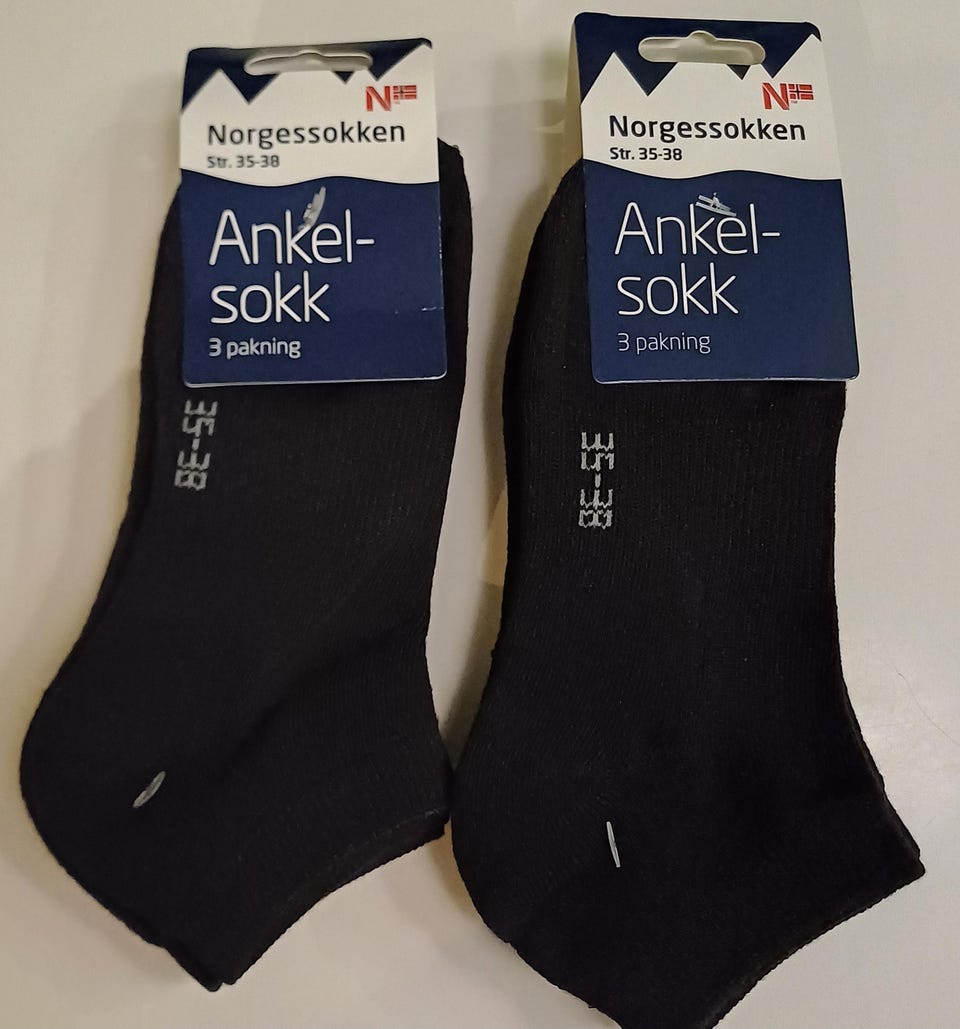 N
Norgessokken
Str. 35-38
Ankel-
sokk
3 pakning
35-38
N
Norgessokken
Str. 35-38
Ankel-
sokk
3 pakning
35-38